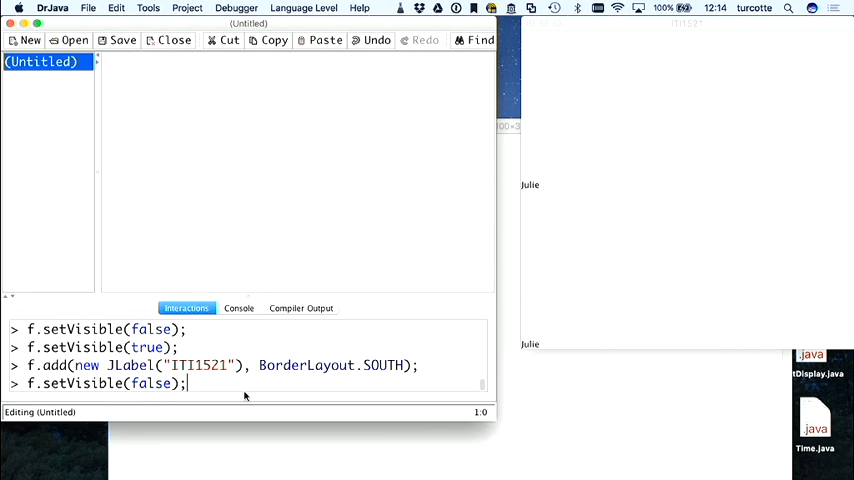 DrJava File Edit Tools Project Debugger Language Level Help 100% 12:14 turcotte
(Untitled)
ITI1521
New Open Save Close Cut Copy Paste Undo Redo Find
(Untitled)
Julie
Interactions Console Compiler Output
> f.setVisible(false);
> f.setVisible(true);
> f.add(new JLabel("ITI1521"), BorderLayout.SOUTH);
> f.setVisible(false);
Julie
tDisplay.java
.java
Time.java
Editing (Untitled) 1:0